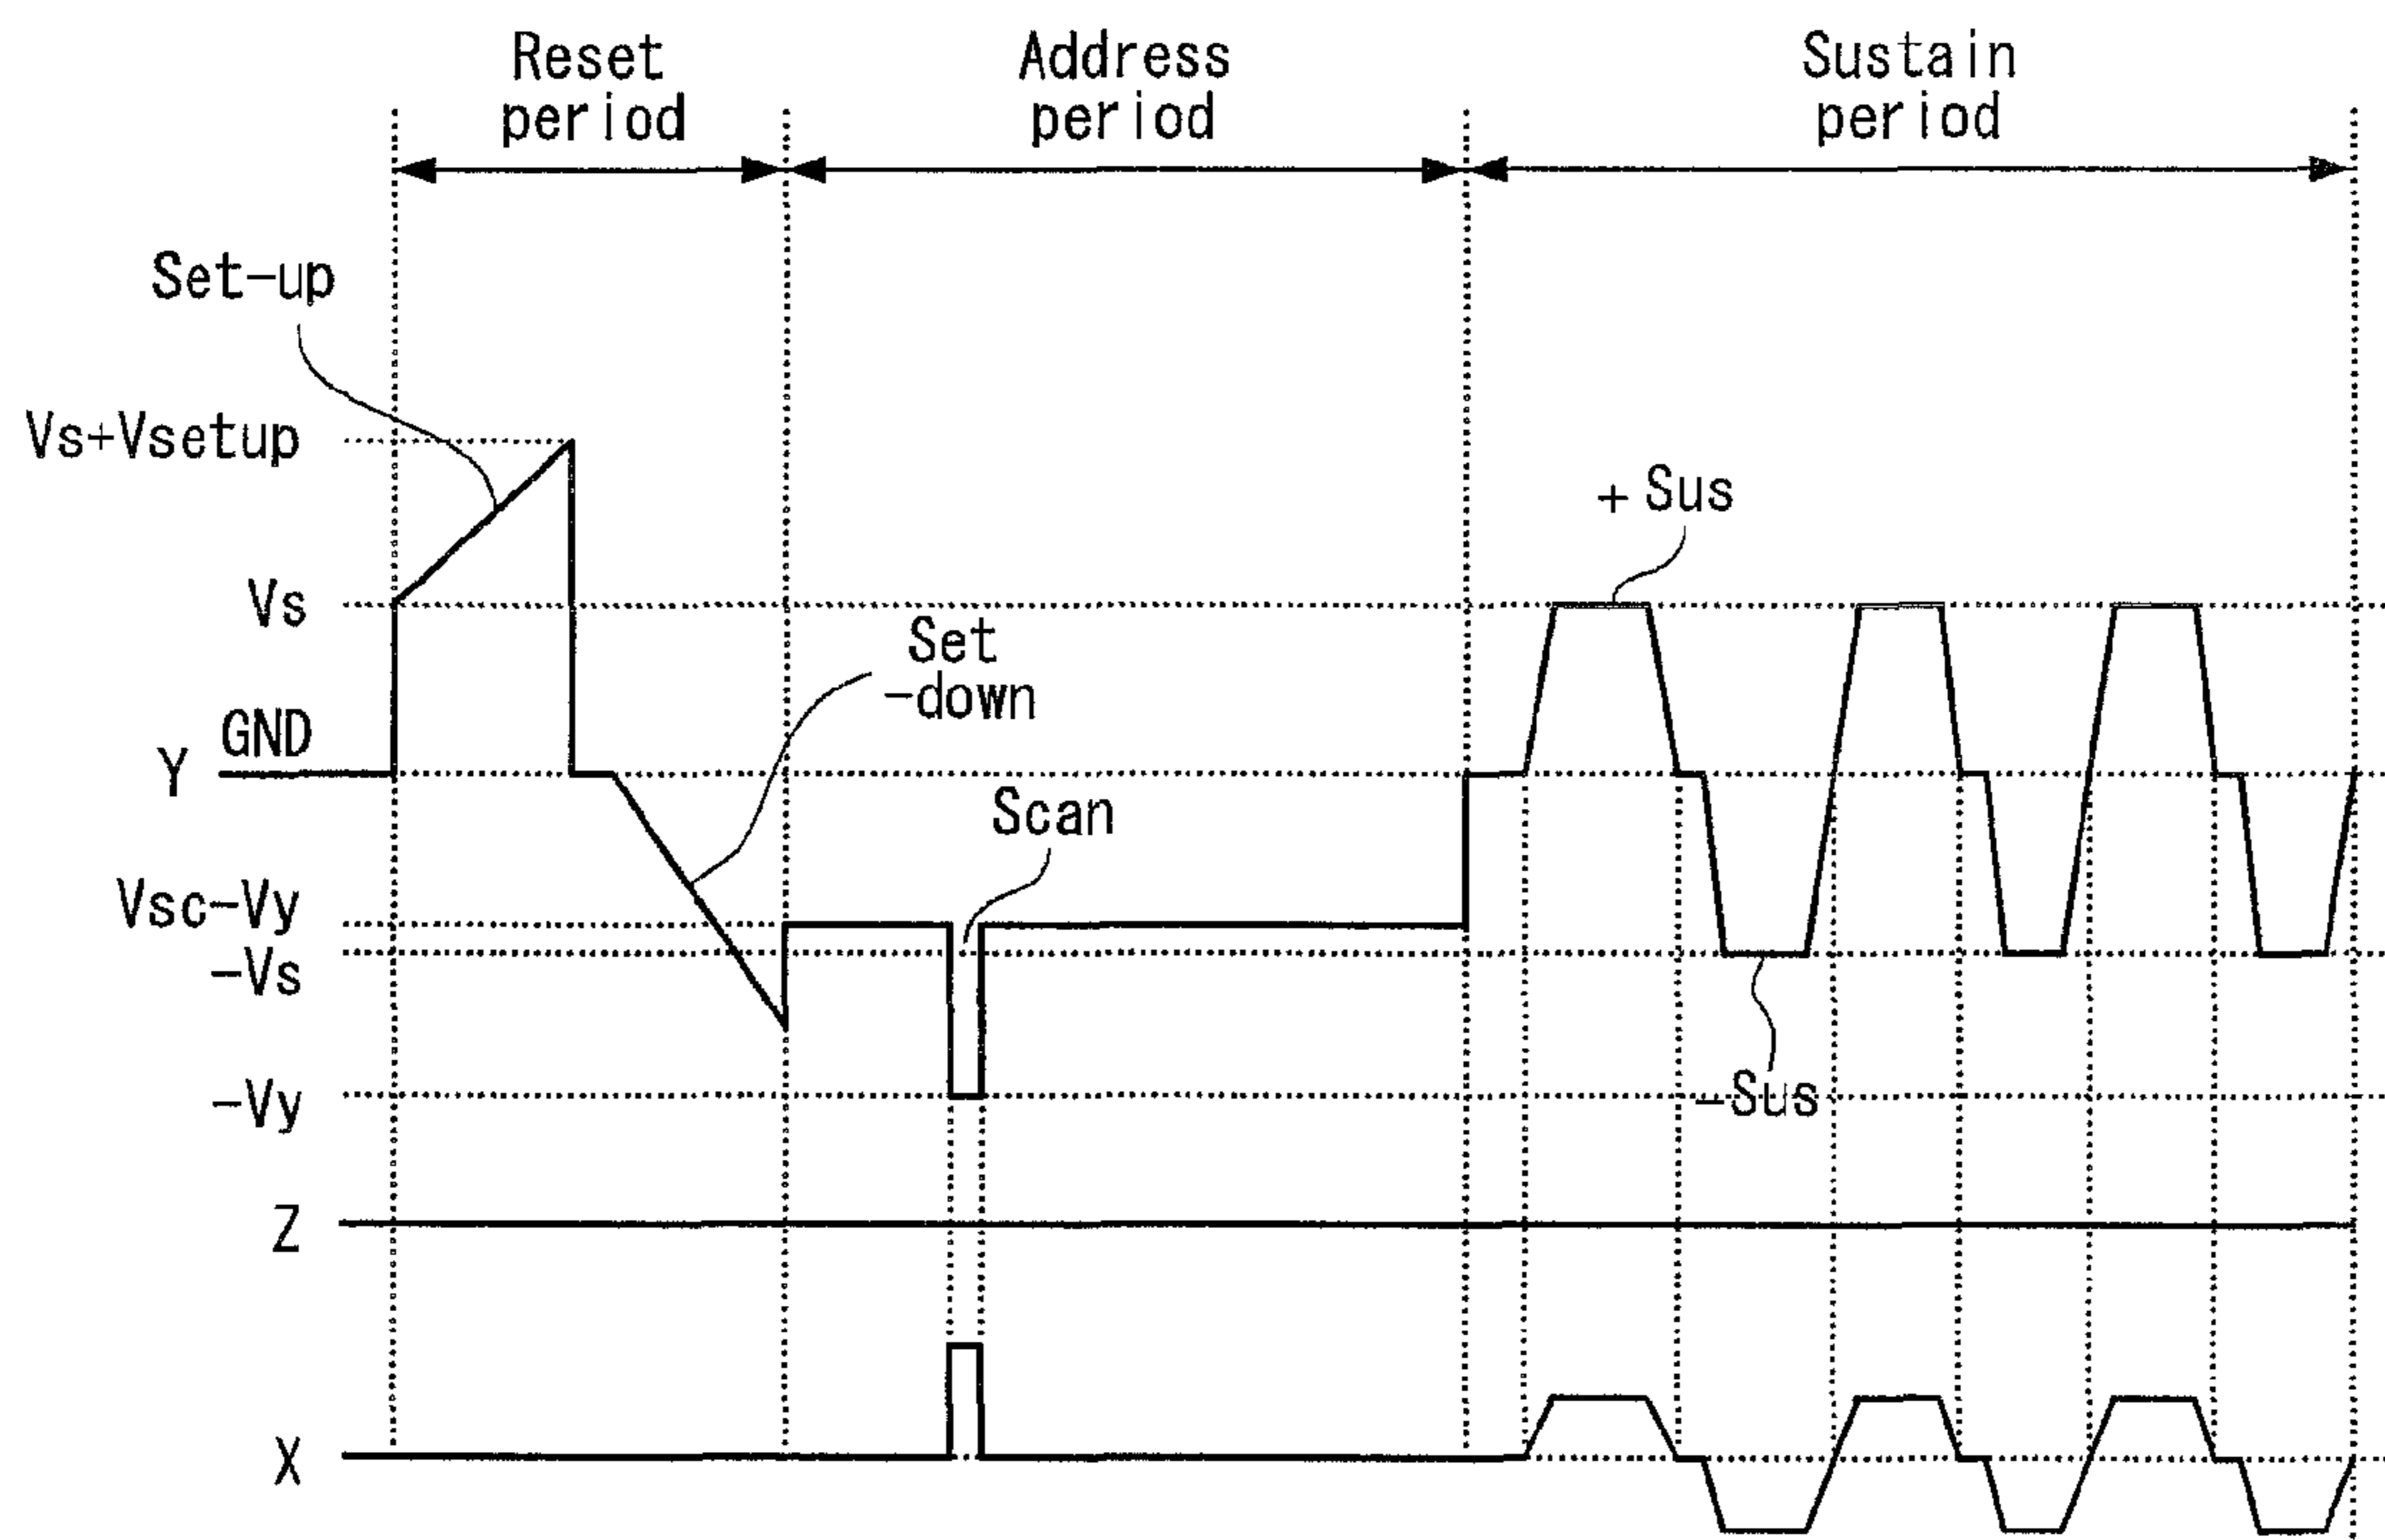 Reset
period
Address
period
Sustain
period
Set-up
Vs+Vsetup
+ Sus
Vs
Set
-down
GND
Y
Scan
Vsc-Vy
-Vs
-Vy
-Sus
Z
X